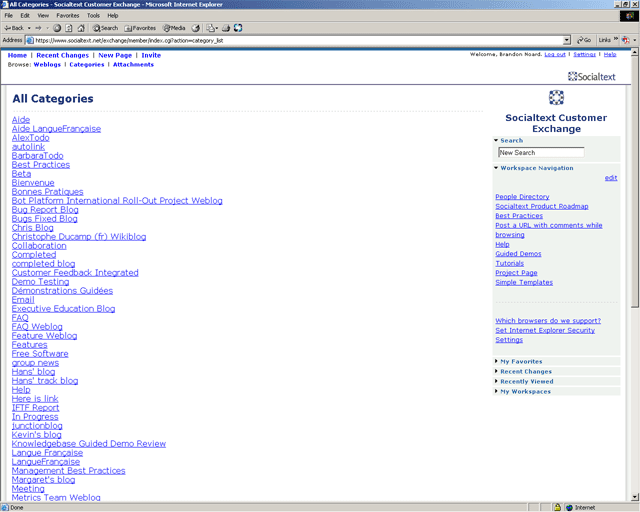 All Categories - Socialtext Customer Exchange - Microsoft Internet Explorer
File Edit View Favorites Tools Help
Back Search Favorites Media
Address https://www.socialtext.net/exchange/member/index.cgi?action=category_list Go Links
Home | Recent Changes | New Page | Invite
Welcome, Brandon Noard. Log out | Settings | Help
Browse: Weblogs | Categories | Attachments
Socialtext
All Categories
Aide
Aide LangueFrançaise
AlexTodo
autolink
BarbaraTodo
Best Practices
Beta
Bienvenue
Bonnes Pratiques
Bot Platform International Roll-Out Project Weblog
Bug Report Blog
Bugs Fixed Blog
Chris Blog
Christophe Ducamp (fr) Wikiblog
Collaboration
Completed
completed blog
Customer Feedback Integrated
Demo Testing
Démonstrations Guidées
Email
Executive Education Blog
FAQ
FAQ Weblog
Feature Weblog
Features
Free Software
group news
Hans' blog
Hans' track blog
Help
Here is link
IFTF Report
In Progress
junctionblog
Kevin's blog
Knowledgebase Guided Demo Review
Langue Française
LangueFrançaise
Management Best Practices
Margaret's blog
Meeting
Metrics Team Weblog
Socialtext Customer
Exchange
Search
New Search
Workspace Navigation
edit
People Directory
Socialtext Product Roadmap
Best Practices
Post a URL with comments while
browsing
Help
Guided Demos
Tutorials
Project Page
Simple Templates
Which browsers do we support?
Set Internet Explorer Security
Settings
My Favorites
Recent Changes
Recently Viewed
My Workspaces
Done
Internet